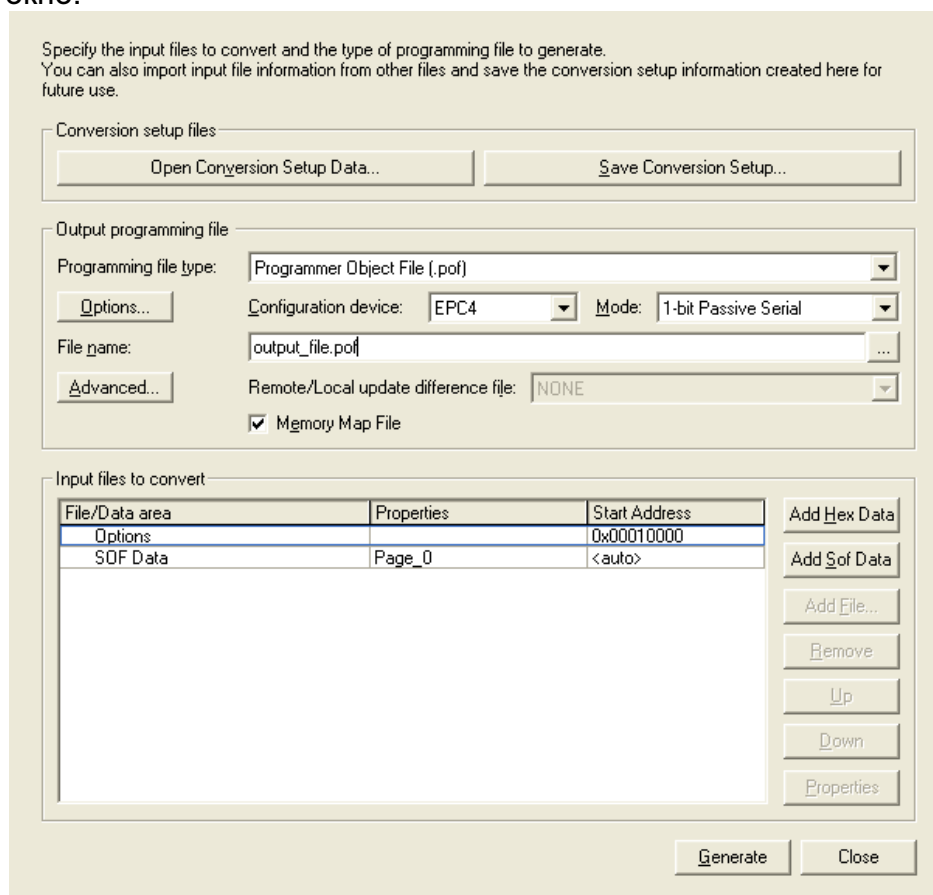 окно:
Specify the input files to convert and the type of programming file to generate.
You can also import input file information from other files and save the conversion setup information created here for
future use.
Conversion setup files
Open Conversion Setup Data...
Save Conversion Setup...
Output programming file
Programming file type:
Programmer Object File (.pof)
Options...
Configuration device:
EPC4
Mode:
1-bit Passive Serial
File name:
output_file.pof
...
Advanced...
Remote/Local update difference file:
NONE
Memory Map File
Input files to convert
File/Data area
Properties
Start Address
Options
0x00010000
SOF Data
Page_0
<auto>
Add Hex Data
Add Sof Data
Add File...
Remove
Up
Down
Properties
Generate
Close